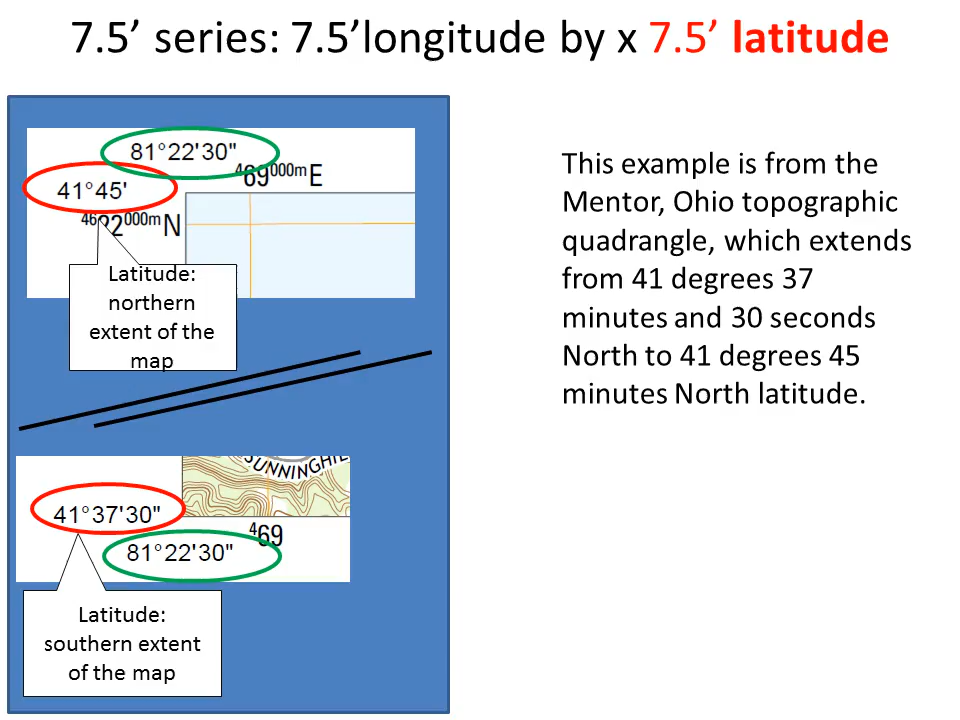 7.5’ series: 7.5’longitude by x 7.5’ latitude
81°22'30"
469000mE
41°45'
4622000mN
Latitude:
northern
extent of the
map
This example is from the
Mentor, Ohio topographic
quadrangle, which extends
from 41 degrees 37
minutes and 30 seconds
North to 41 degrees 45
minutes North latitude.
41°37'30"
469
81°22'30"
Latitude:
southern extent
of the map